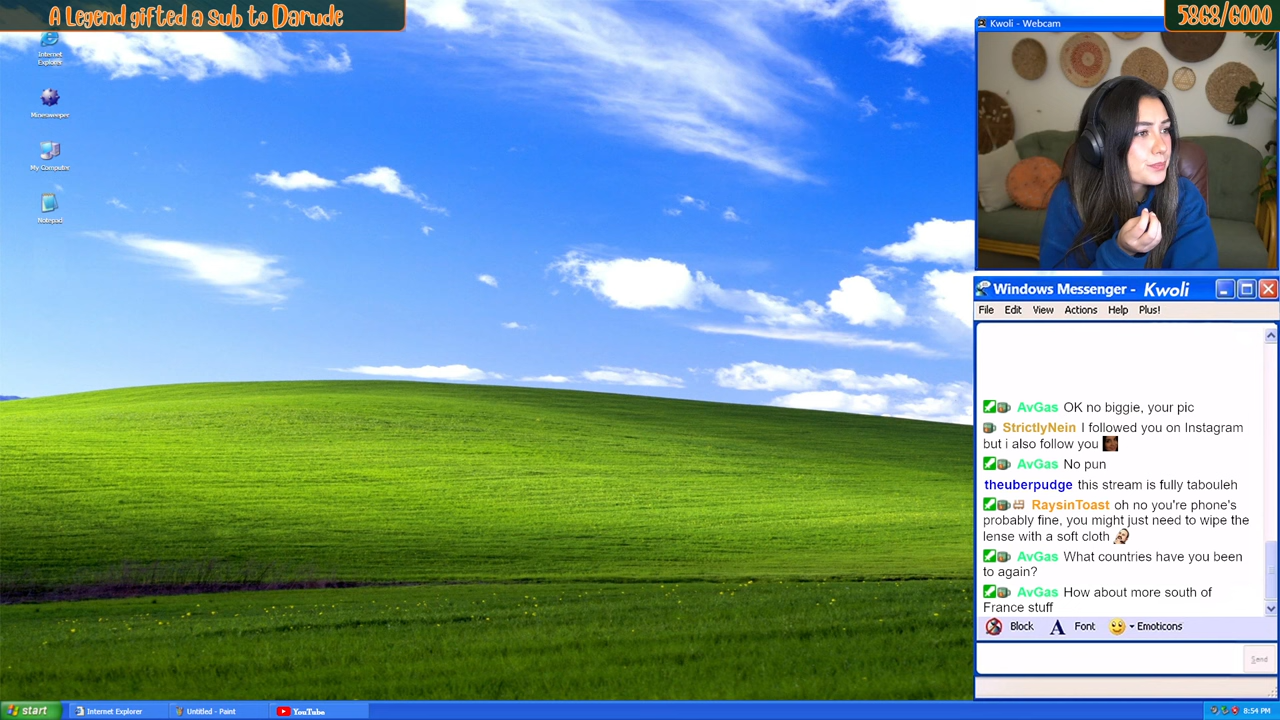 A Legend gifted a sub to Darude
5868/6000
Internet
Explorer
Minesweeper
My Computer
Notepad
Kwoli - Webcam
Windows Messenger - Kwoli
File Edit View Actions Help Plus!
AvGas OK no biggie, your pic
StrictlyNein I followed you on Instagram
but i also follow you
AvGas No pun
theuberpudge this stream is fully tabouleh
RaysinToast oh no you're phone's
probably fine, you might just need to wipe the
lense with a soft cloth
AvGas What countries have you been
to again?
AvGas How about more south of
France stuff
Block Font Emoticons
Send
start Internet Explorer Untitled - Paint YouTube 8:54 PM